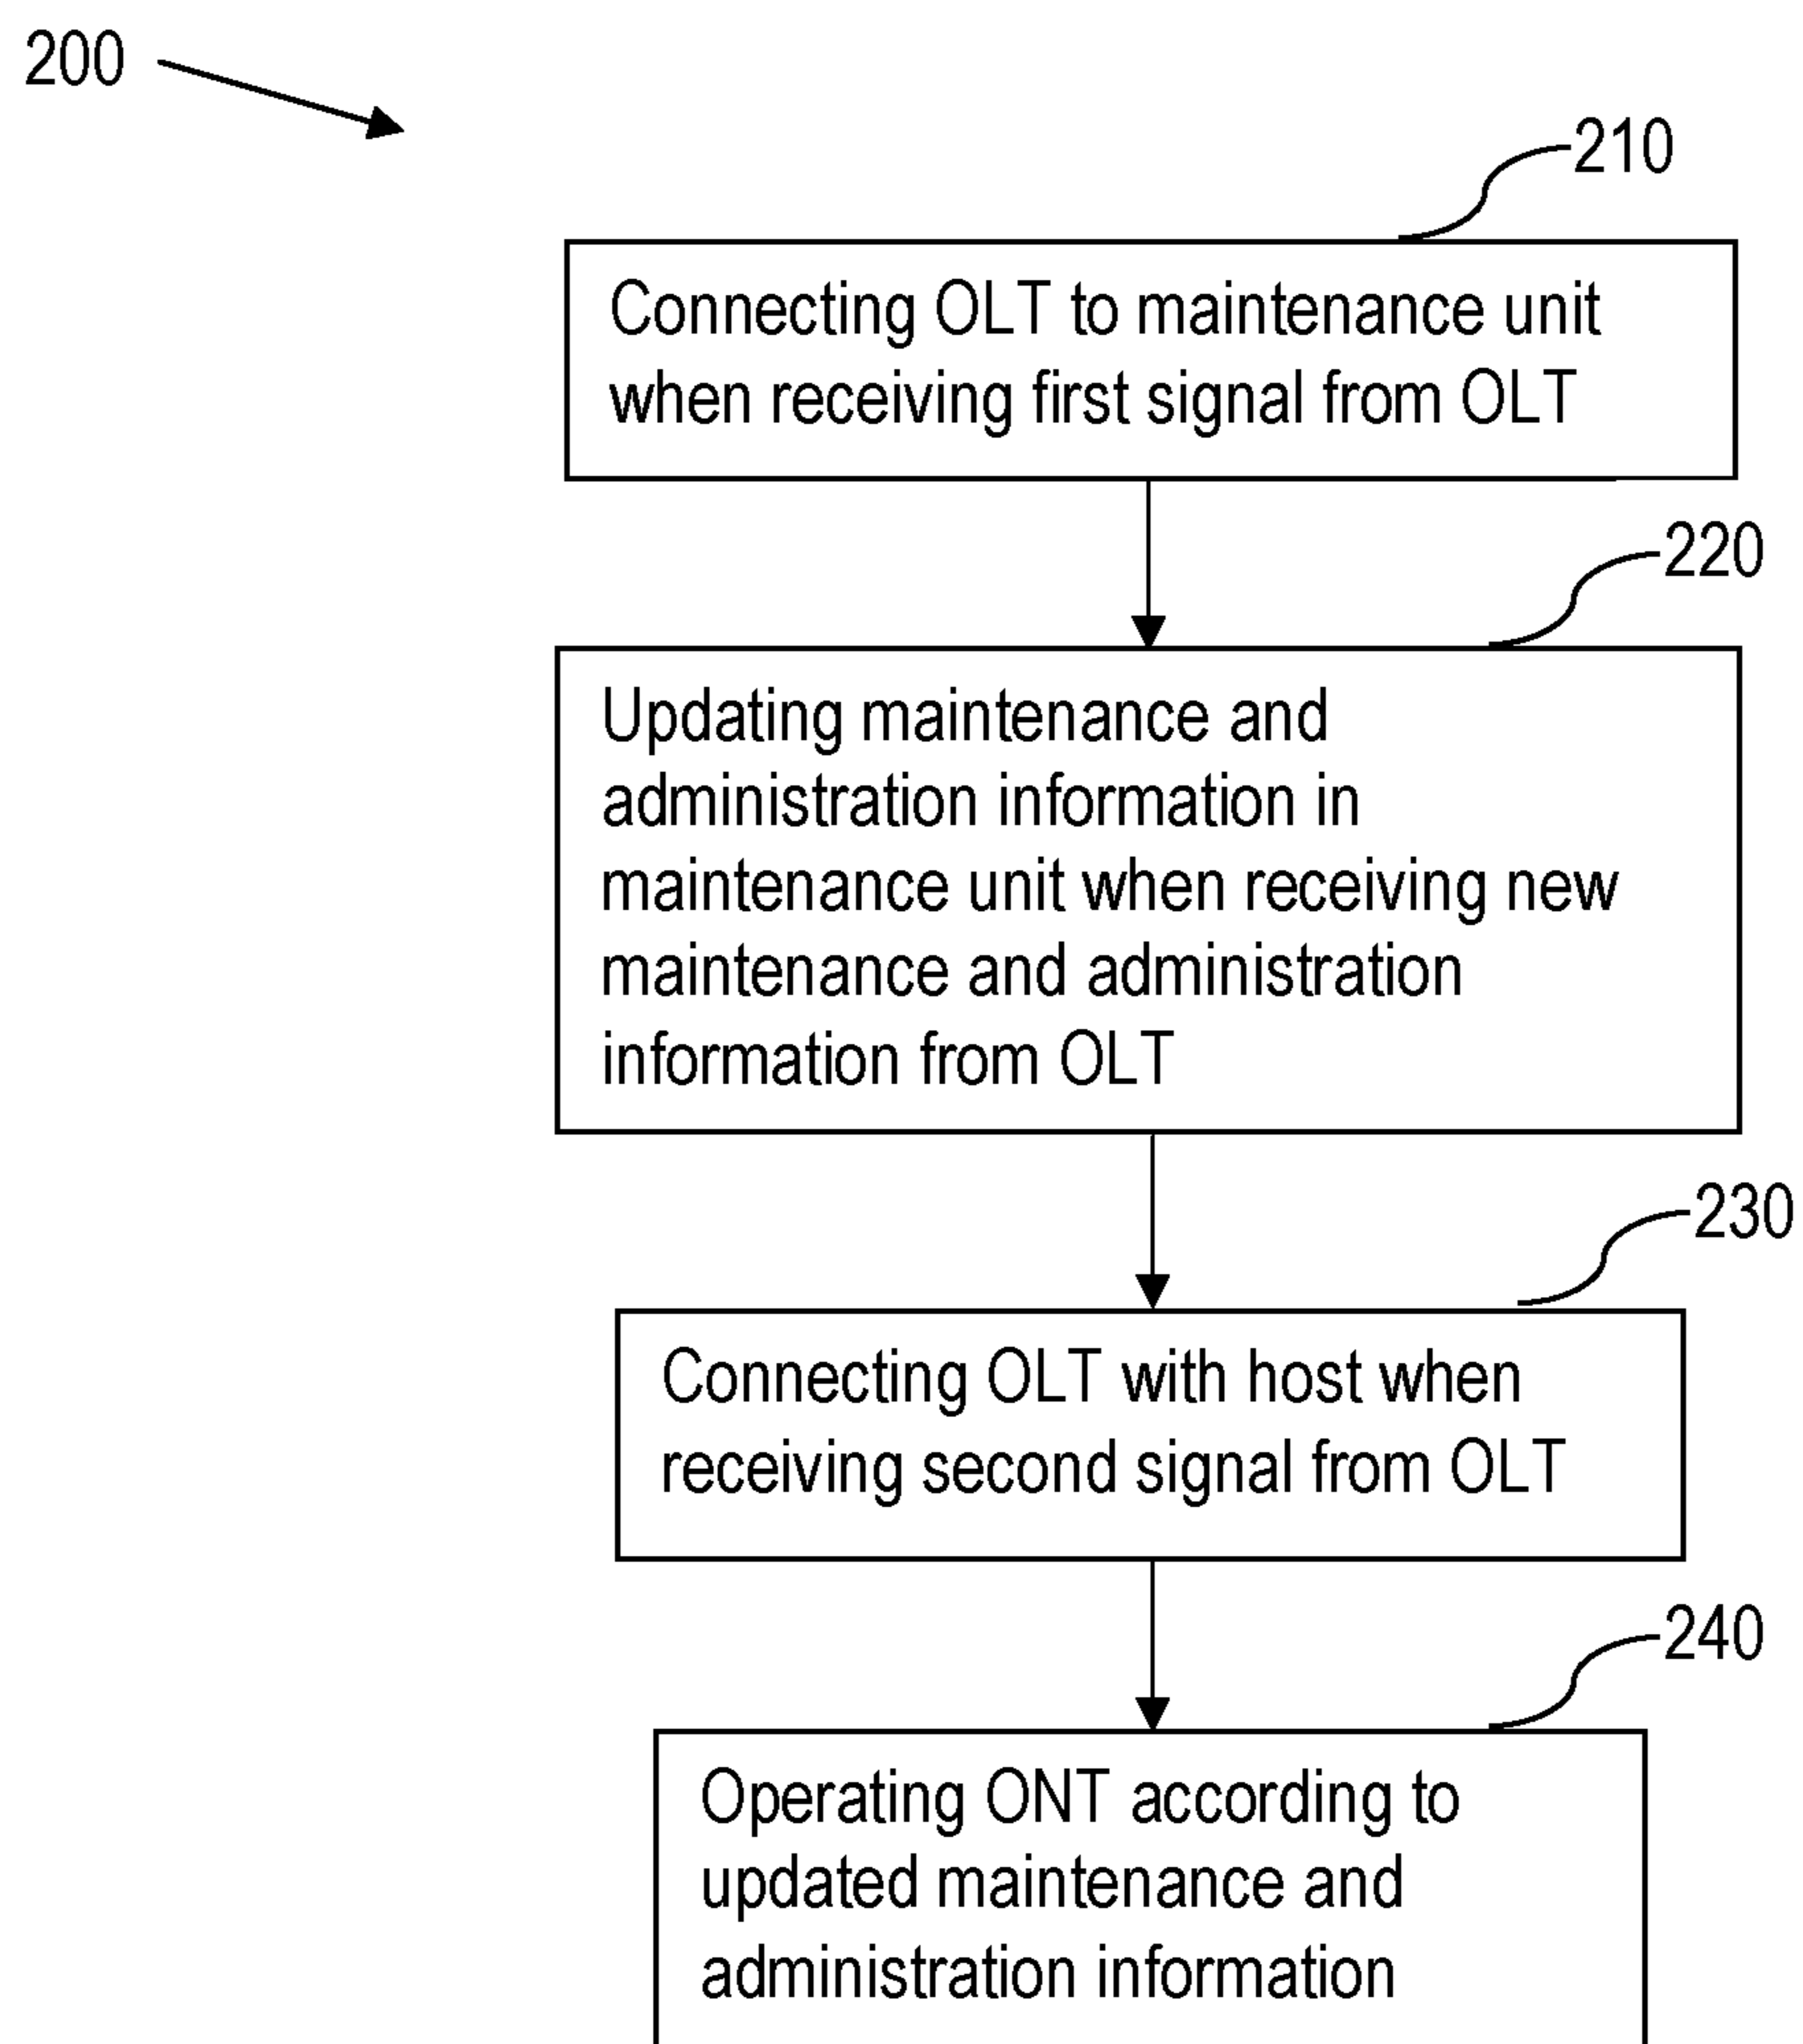 200
210
Connecting OLT to maintenance unit
when receiving first signal from OLT
220
Updating maintenance and
administration information in
maintenance unit when receiving new
maintenance and administration
information from OLT
230
Connecting OLT with host when
receiving second signal from OLT
240
Operating ONT according to
updated maintenance and
administration information